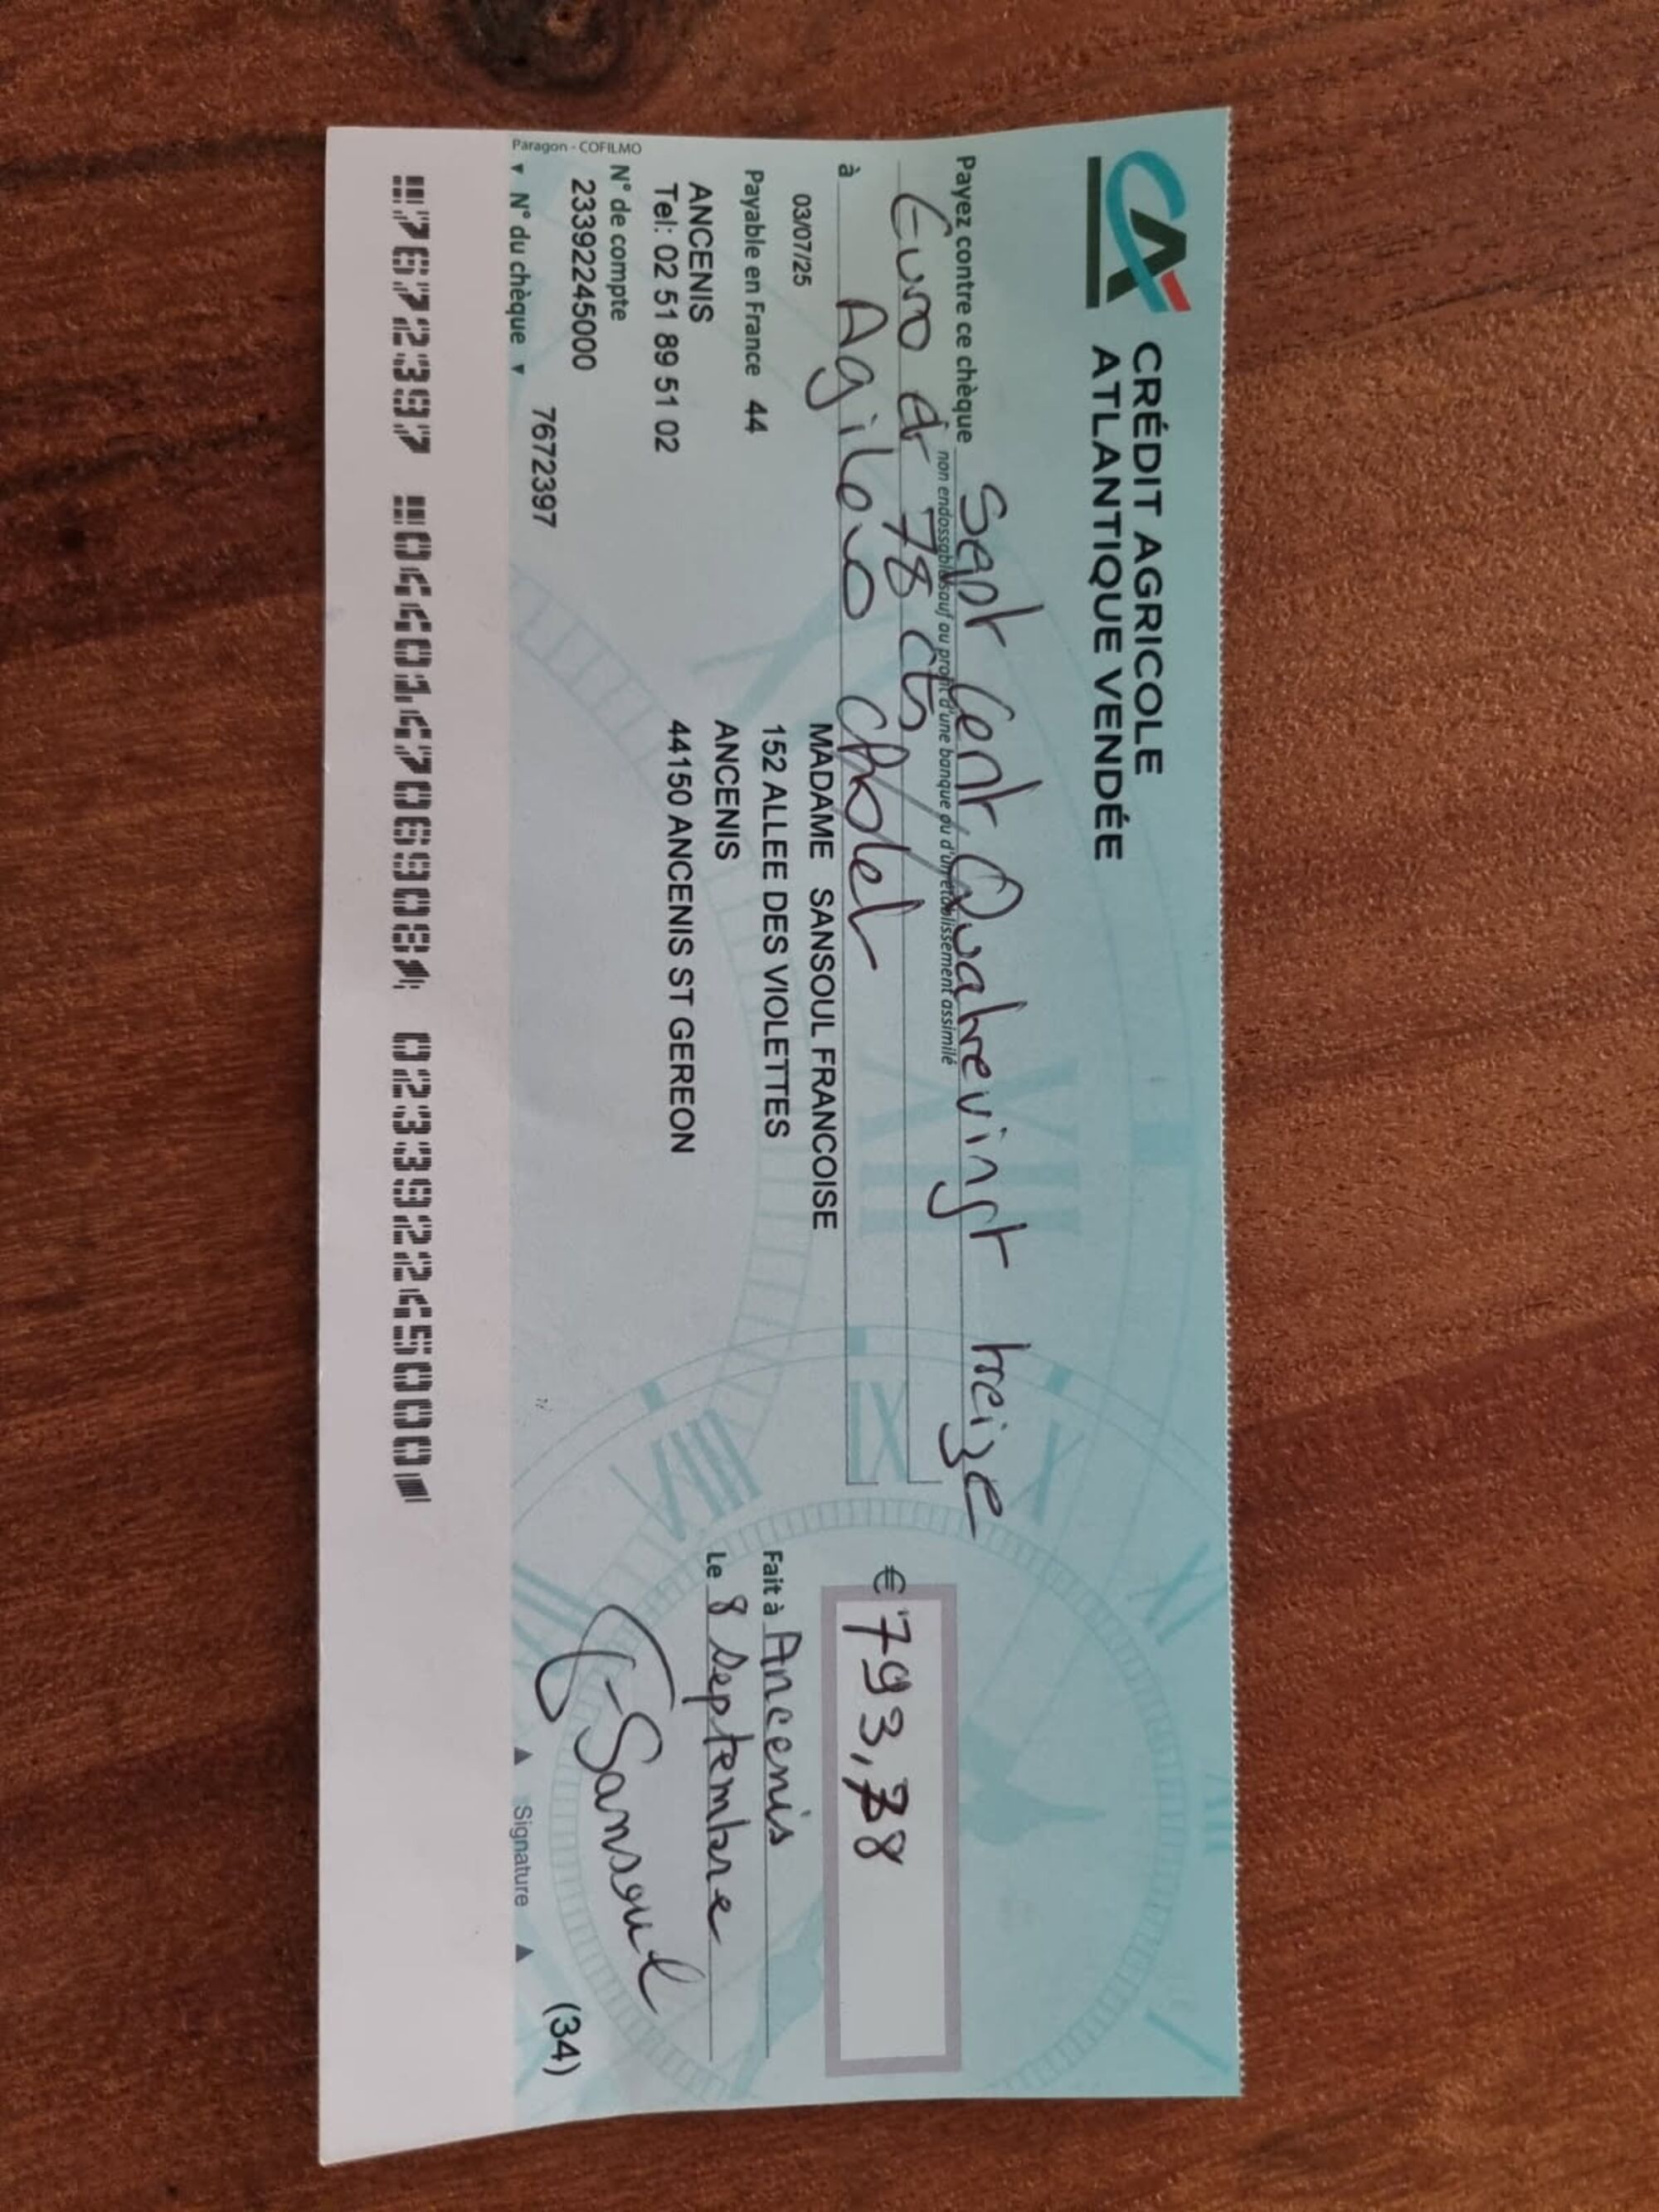 CRÉDIT AGRICOLE
ATLANTIQUE VENDÉE
Payez contre ce chèque Sept Cent Quatrevingt treize
non endossable sauf au profit d'une banque ou d'un établissement assimilé
Euro et 78 cts
à Agileo Cholet
€ 793,78
03/07/25
MADAME SANSOUL FRANCOISE
152 ALLEE DES VIOLETTES
ANCENIS
44150 ANCENIS ST GEREON
Payable en France 44
ANCENIS
Tel: 02 51 89 51 02
N° de compte
23392245000
Fait à Ancenis
Le 8 septembre
F-Sansoul
Paragon - COFILMO
▼ N° du chèque ▼
7672397
▲ Signature ▲
(34)
7672397 044014706908 023392245000